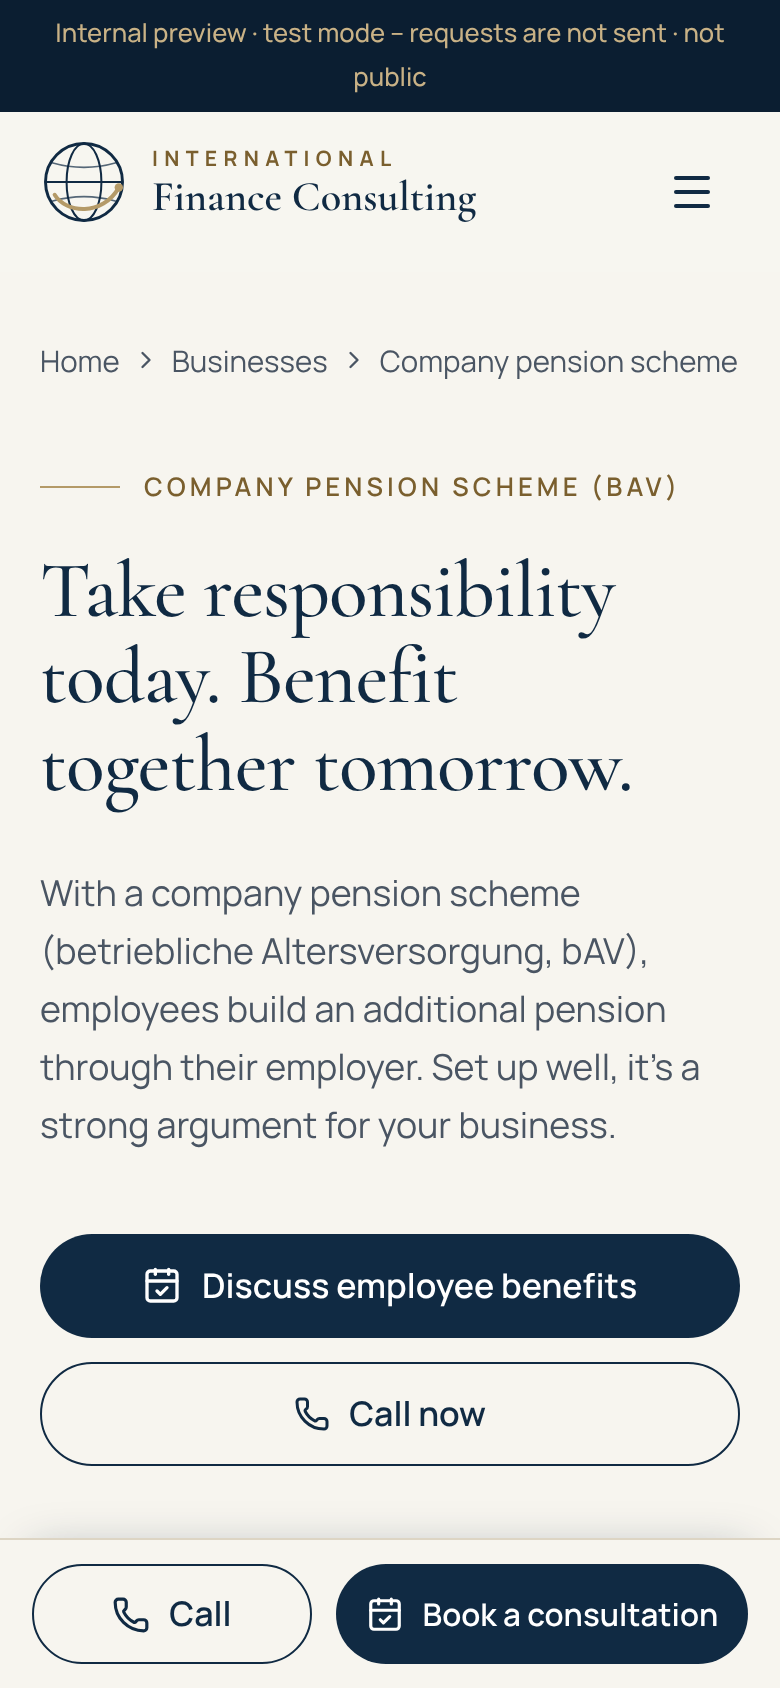 Internal preview · test mode – requests are not sent · not
public
INTERNATIONAL
Finance Consulting
Home > Businesses > Company pension scheme
COMPANY PENSION SCHEME (BAV)
Take responsibility
today. Benefit
together tomorrow.
With a company pension scheme
(betriebliche Altersversorgung, bAV),
employees build an additional pension
through their employer. Set up well, it’s a
strong argument for your business.
Discuss employee benefits
Call now
Call
Book a consultation